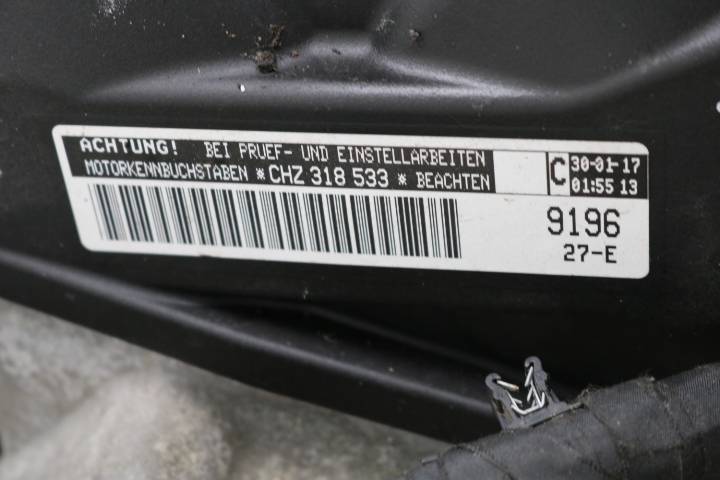 ACHTUNG! BEI PRUEF- UND EINSTELLARBEITEN
MOTORKENNBUCHSTABEN *CHZ 318 533 * BEACHTEN
C
30-01-17
01:55 13
9196
27-E